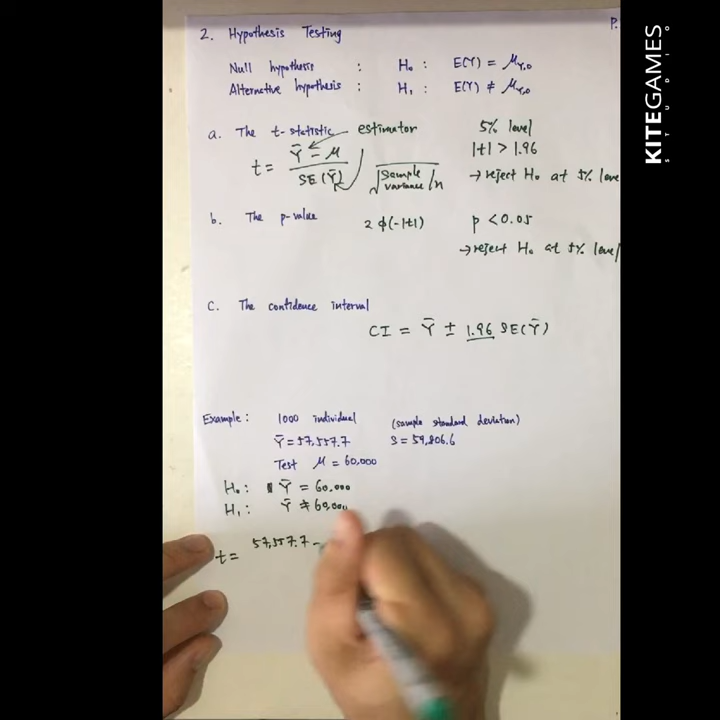 2. Hypothesis Testing
P.
Null hypothesis : H₀ : E(Y) = μY,0
Alternative hypothesis : H₁ : E(Y) ≠ μY,0
a. The t-statistic estimator 5% level
t = Ȳ - μ / SE(Ȳ) √sample variance/n |t| > 1.96
→ reject H₀ at 5% leve
b. The p-value 2 Φ(-|t|) p < 0.05
→ reject H₀ at 5% level
c. The confidence interval
CI = Ȳ ± 1.96 SE(Ȳ)
Example : 1000 individual (sample standard deviation)
Ȳ = 57,557.7 S = 59,806.6
Test μ = 60,000
H₀ : Ȳ = 60,000
H₁ : Ȳ ≠ 60,000
t = 57,557.7 -
KITEGAMES
STUDIO